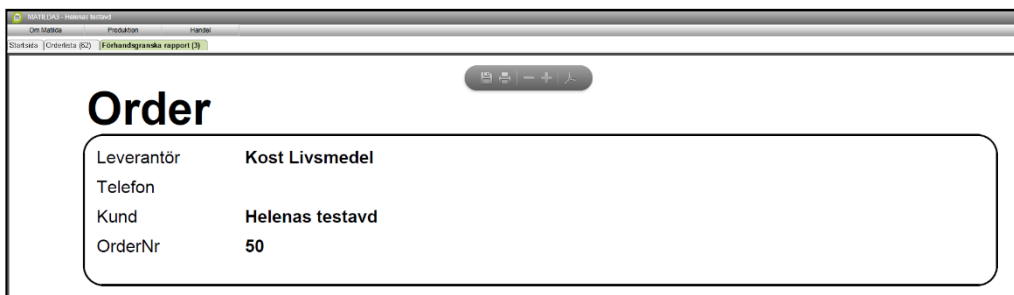 MATILDA3 - Helenas testavd
Om Matilda Produktion Handel
Startsida Orderlista (62) Förhandsgranska rapport (3)
Order
Leverantör Kost Livsmedel
Telefon
Kund Helenas testavd
OrderNr 50